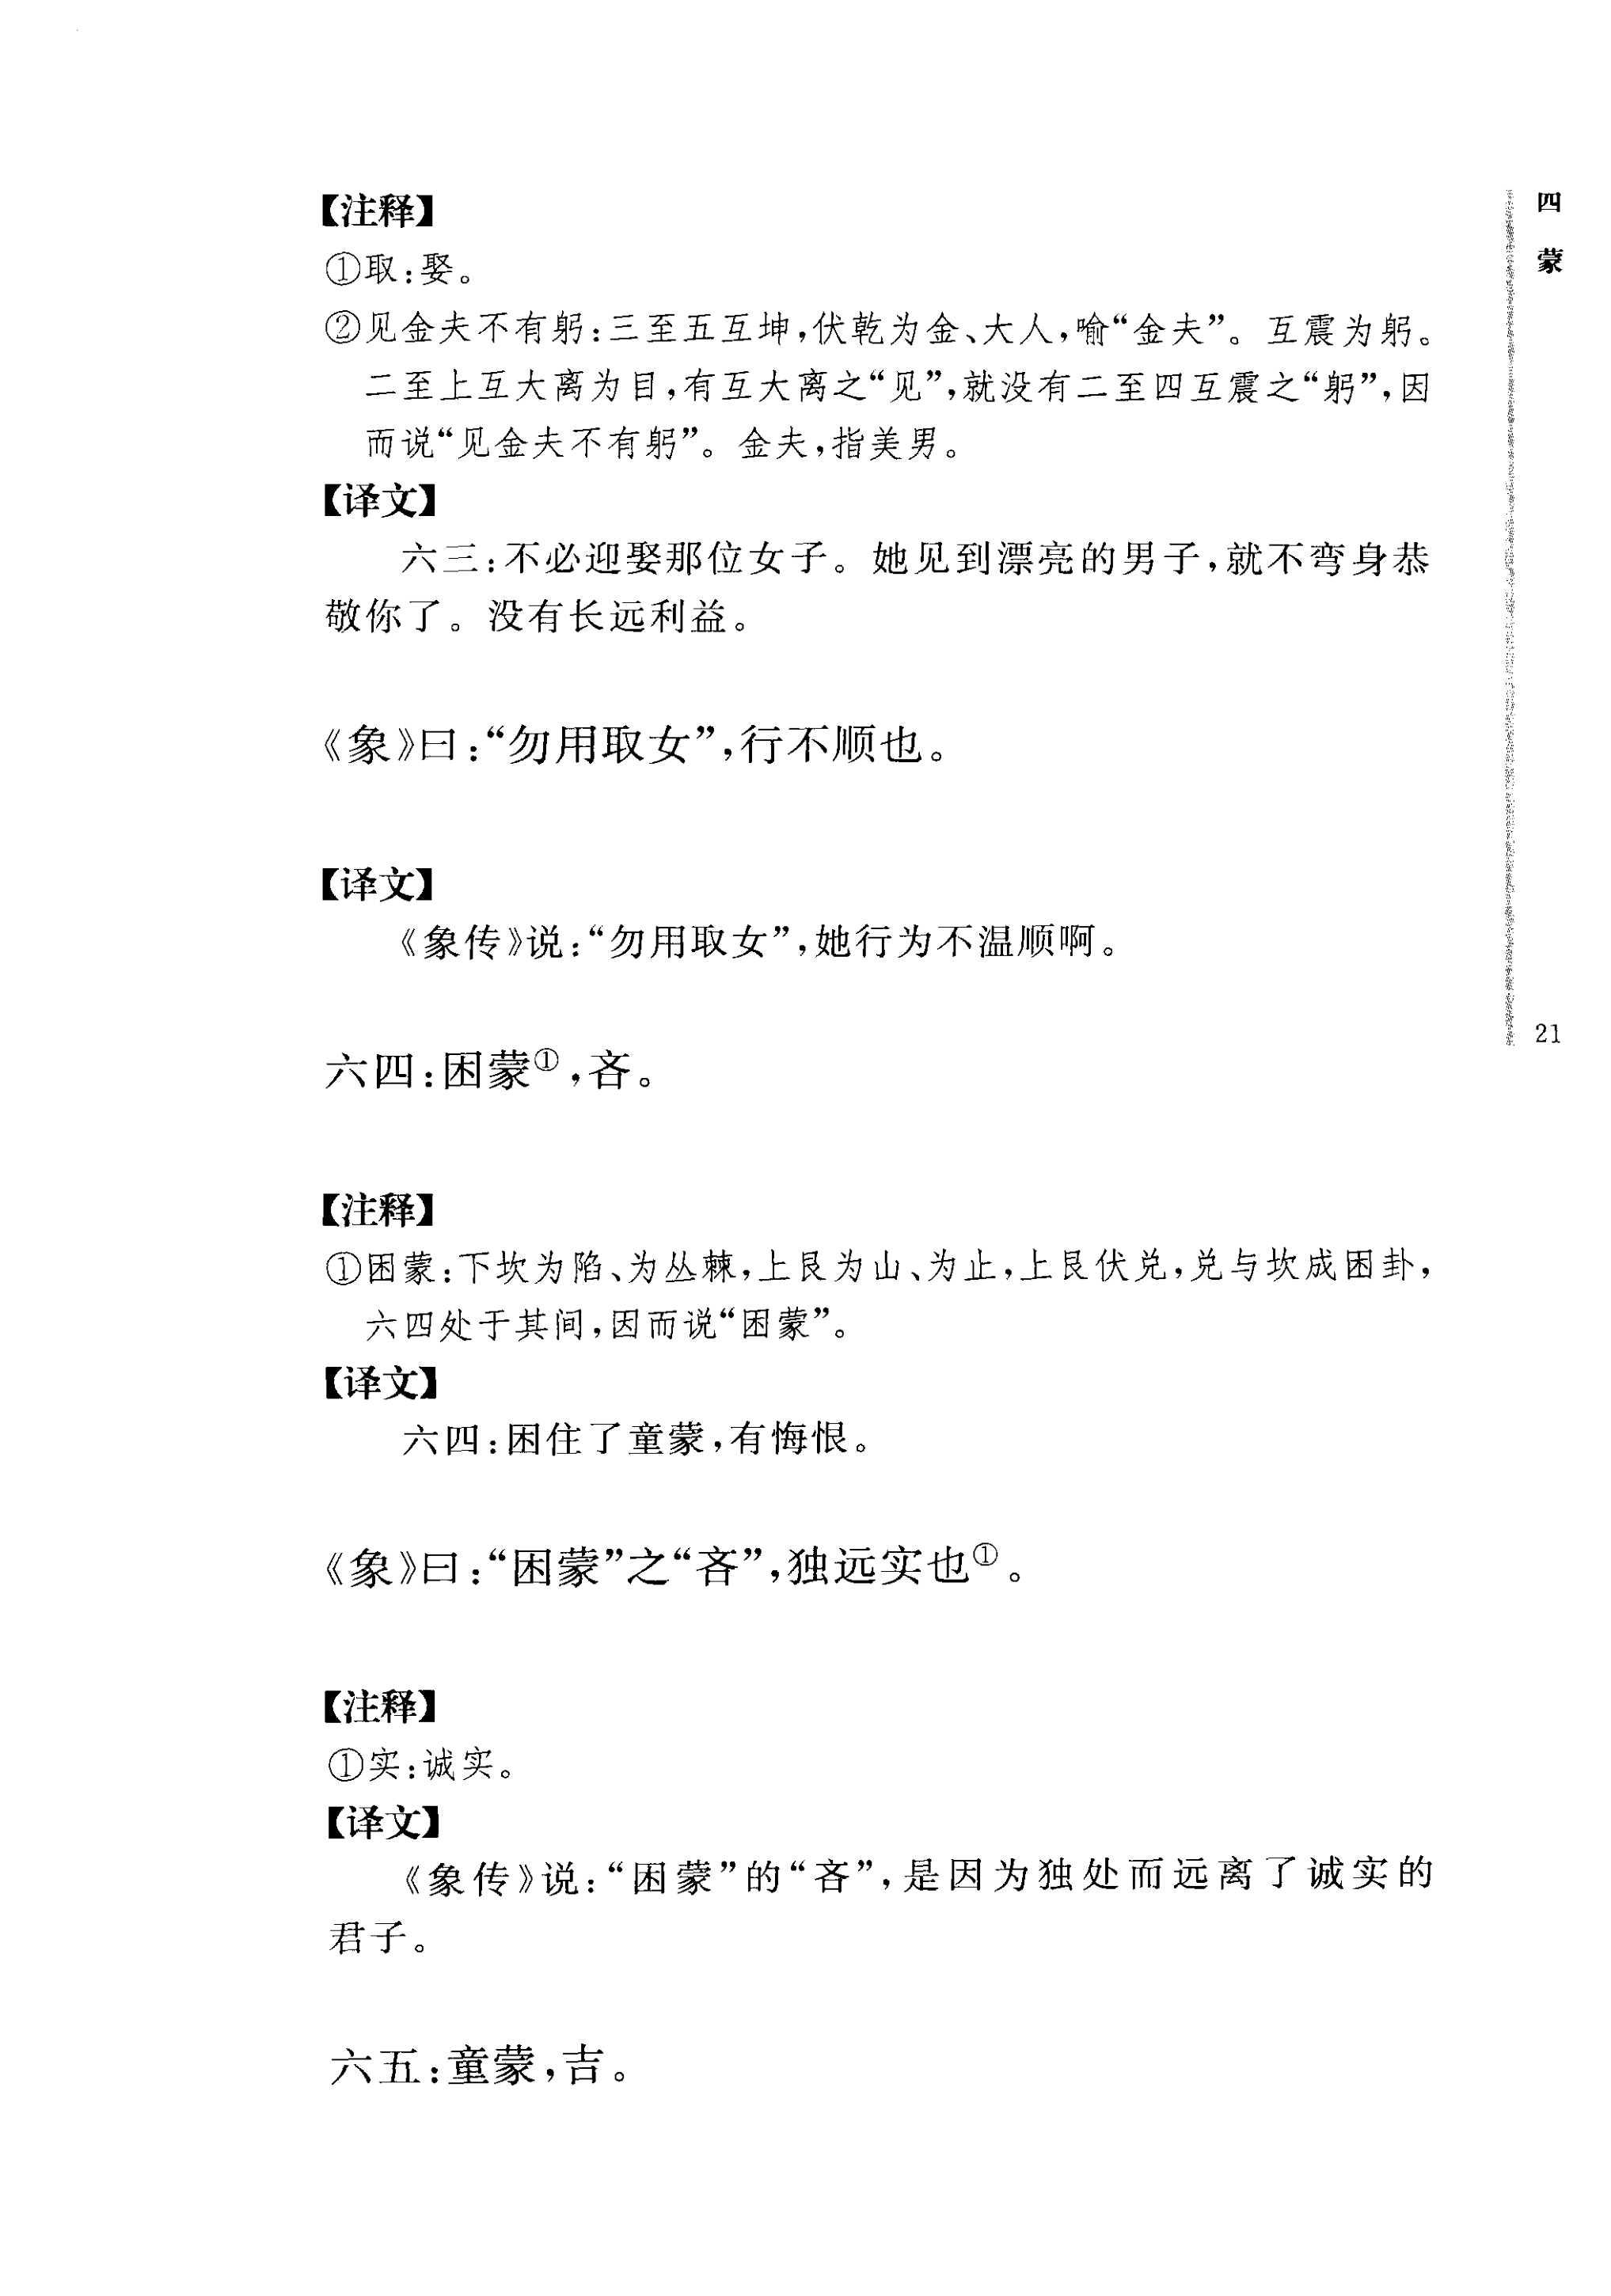 四 蒙
【注释】
①取:娶。
②见金夫不有躬:三至五互坤,伏乾为金、大人,喻“金夫”。互震为躬。
二至上互大离为目,有互大离之“见”,就没有二至四互震之“躬”,因
而说“见金夫不有躬”。金夫,指美男。
【译文】
六三:不必迎娶那位女子。她见到漂亮的男子,就不弯身恭
敬你了。没有长远利益。
《象》曰:“勿用取女”,行不顺也。
【译文】
《象传》说:“勿用取女”,她行为不温顺啊。
六四:困蒙①,吝。
【注释】
①困蒙:下坎为陷、为丛棘,上艮为山、为止,上艮伏兑,兑与坎成困卦,
六四处于其间,因而说“困蒙”。
【译文】
六四:困住了童蒙,有悔恨。
《象》曰:“困蒙”之“吝”,独远实也①。
【注释】
①实:诚实。
【译文】
《象传》说:“困蒙”的“吝”,是因为独处而远离了诚实的
君子。
六五:童蒙,吉。
21